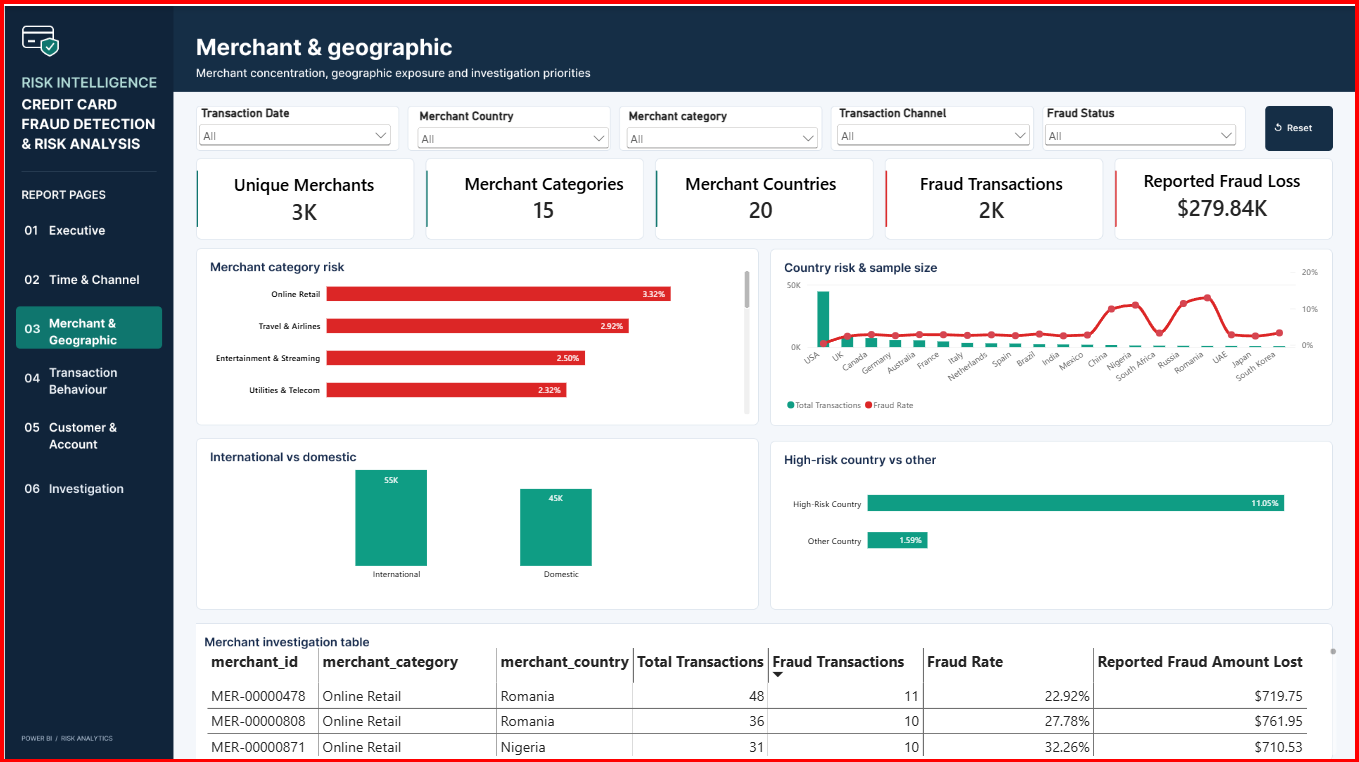 RISK INTELLIGENCE
CREDIT CARD
FRAUD DETECTION
& RISK ANALYSIS
REPORT PAGES
01 Executive
02 Time & Channel
03 Merchant &
Geographic
04 Transaction
Behaviour
05 Customer &
Account
06 Investigation
POWER BI / RISK ANALYTICS
Merchant & geographic
Merchant concentration, geographic exposure and investigation priorities
Transaction Date
All
Merchant Country
All
Merchant category
All
Transaction Channel
All
Fraud Status
All
Reset
Unique Merchants
3K
Merchant Categories
15
Merchant Countries
20
Fraud Transactions
2K
Reported Fraud Loss
$279.84K
Merchant category risk
Online Retail 3.32%
Travel & Airlines 2.92%
Entertainment & Streaming 2.50%
Utilities & Telecom 2.32%
Country risk & sample size
50K
0K
20%
10%
0%
USA
UK
Canada
Germany
Australia
France
Italy
Netherlands
Spain
Brazil
India
Mexico
China
Nigeria
South Africa
Russia
Romania
UAE
Japan
South Korea
Total Transactions Fraud Rate
International vs domestic
55K
45K
International Domestic
High-risk country vs other
High-Risk Country 11.05%
Other Country 1.59%
Merchant investigation table
merchant_id merchant_category merchant_country Total Transactions Fraud Transactions Fraud Rate Reported Fraud Amount Lost
MER-00000478 Online Retail Romania 48 11 22.92% $719.75
MER-00000808 Online Retail Romania 36 10 27.78% $761.95
MER-00000871 Online Retail Nigeria 31 10 32.26% $710.53